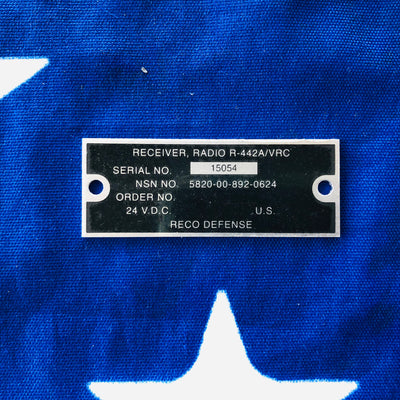 RECEIVER, RADIO R-442A/VRC
SERIAL NO. 15054
NSN NO. 5820-00-892-0624
ORDER NO.
24 V.D.C. .U.S.
RECO DEFENSE